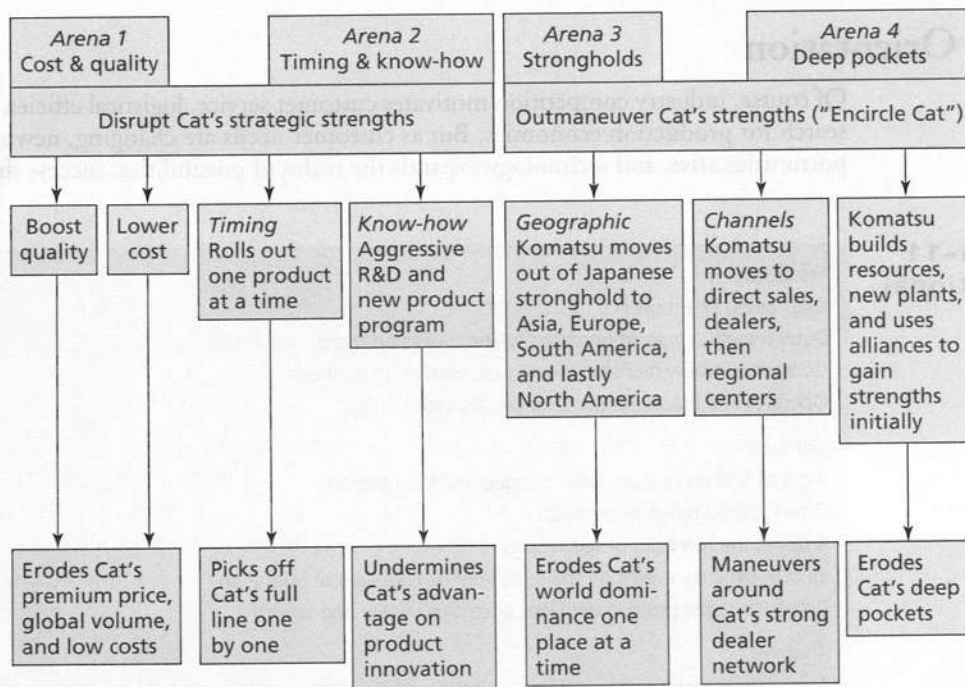 Arena 1
Cost & quality
Arena 2
Timing & know-how
Disrupt Cat's strategic strengths
Arena 3
Strongholds
Arena 4
Deep pockets
Outmaneuver Cat's strengths ("Encircle Cat")
Boost
quality
Lower
cost
Timing
Rolls out
one product
at a time
Know-how
Aggressive
R&D and
new product
program
Geographic
Komatsu moves
out of Japanese
stronghold to
Asia, Europe,
South America,
and lastly
North America
Channels
Komatsu
moves to
direct sales,
dealers,
then
regional
centers
Komatsu
builds
resources,
new plants,
and uses
alliances to
gain
strengths
initially
Erodes Cat's
premium price,
global volume,
and low costs
Picks off
Cat's full
line one
by one
Undermines
Cat's advan-
tage on
product
innovation
Erodes Cat's
world domi-
nance one
place at a
time
Maneuvers
around
Cat's strong
dealer
network
Erodes
Cat's deep
pockets